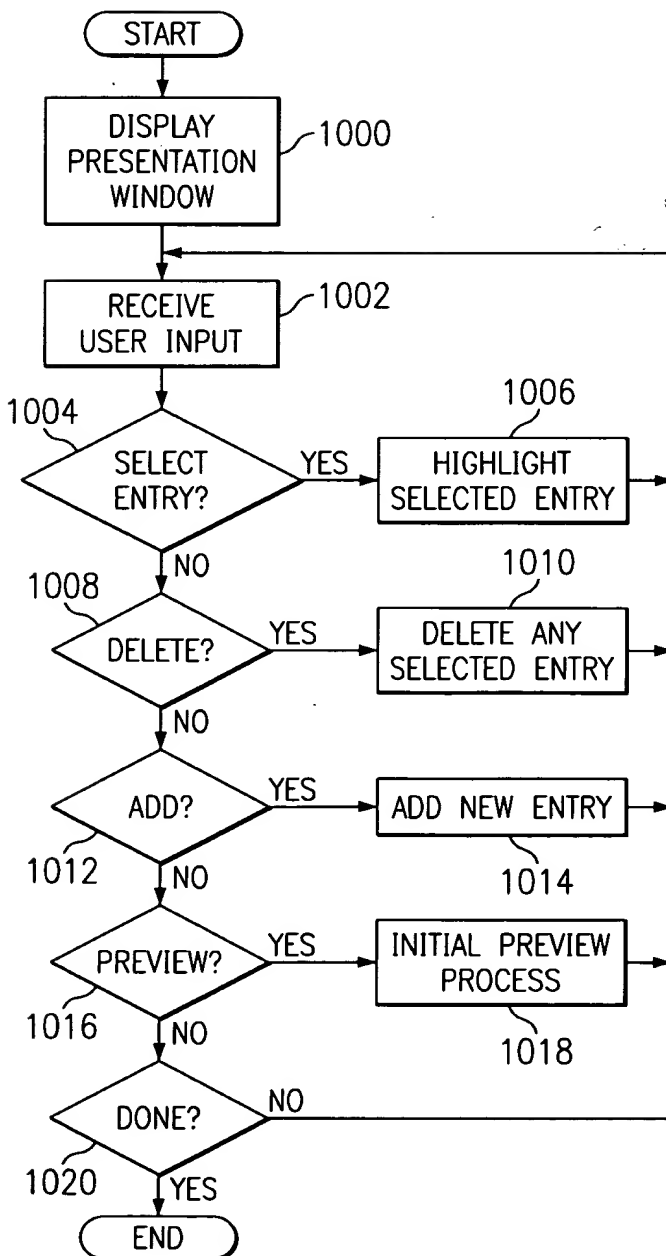 START
DISPLAY
PRESENTATION
WINDOW
1000
RECEIVE
USER INPUT
1002
1004
SELECT
ENTRY?
YES
1006
HIGHLIGHT
SELECTED ENTRY
NO
1008
DELETE?
YES
1010
DELETE ANY
SELECTED ENTRY
NO
ADD?
YES
ADD NEW ENTRY
1012
NO
1014
PREVIEW?
YES
INITIAL PREVIEW
PROCESS
1016
NO
1018
DONE?
NO
1020
YES
END